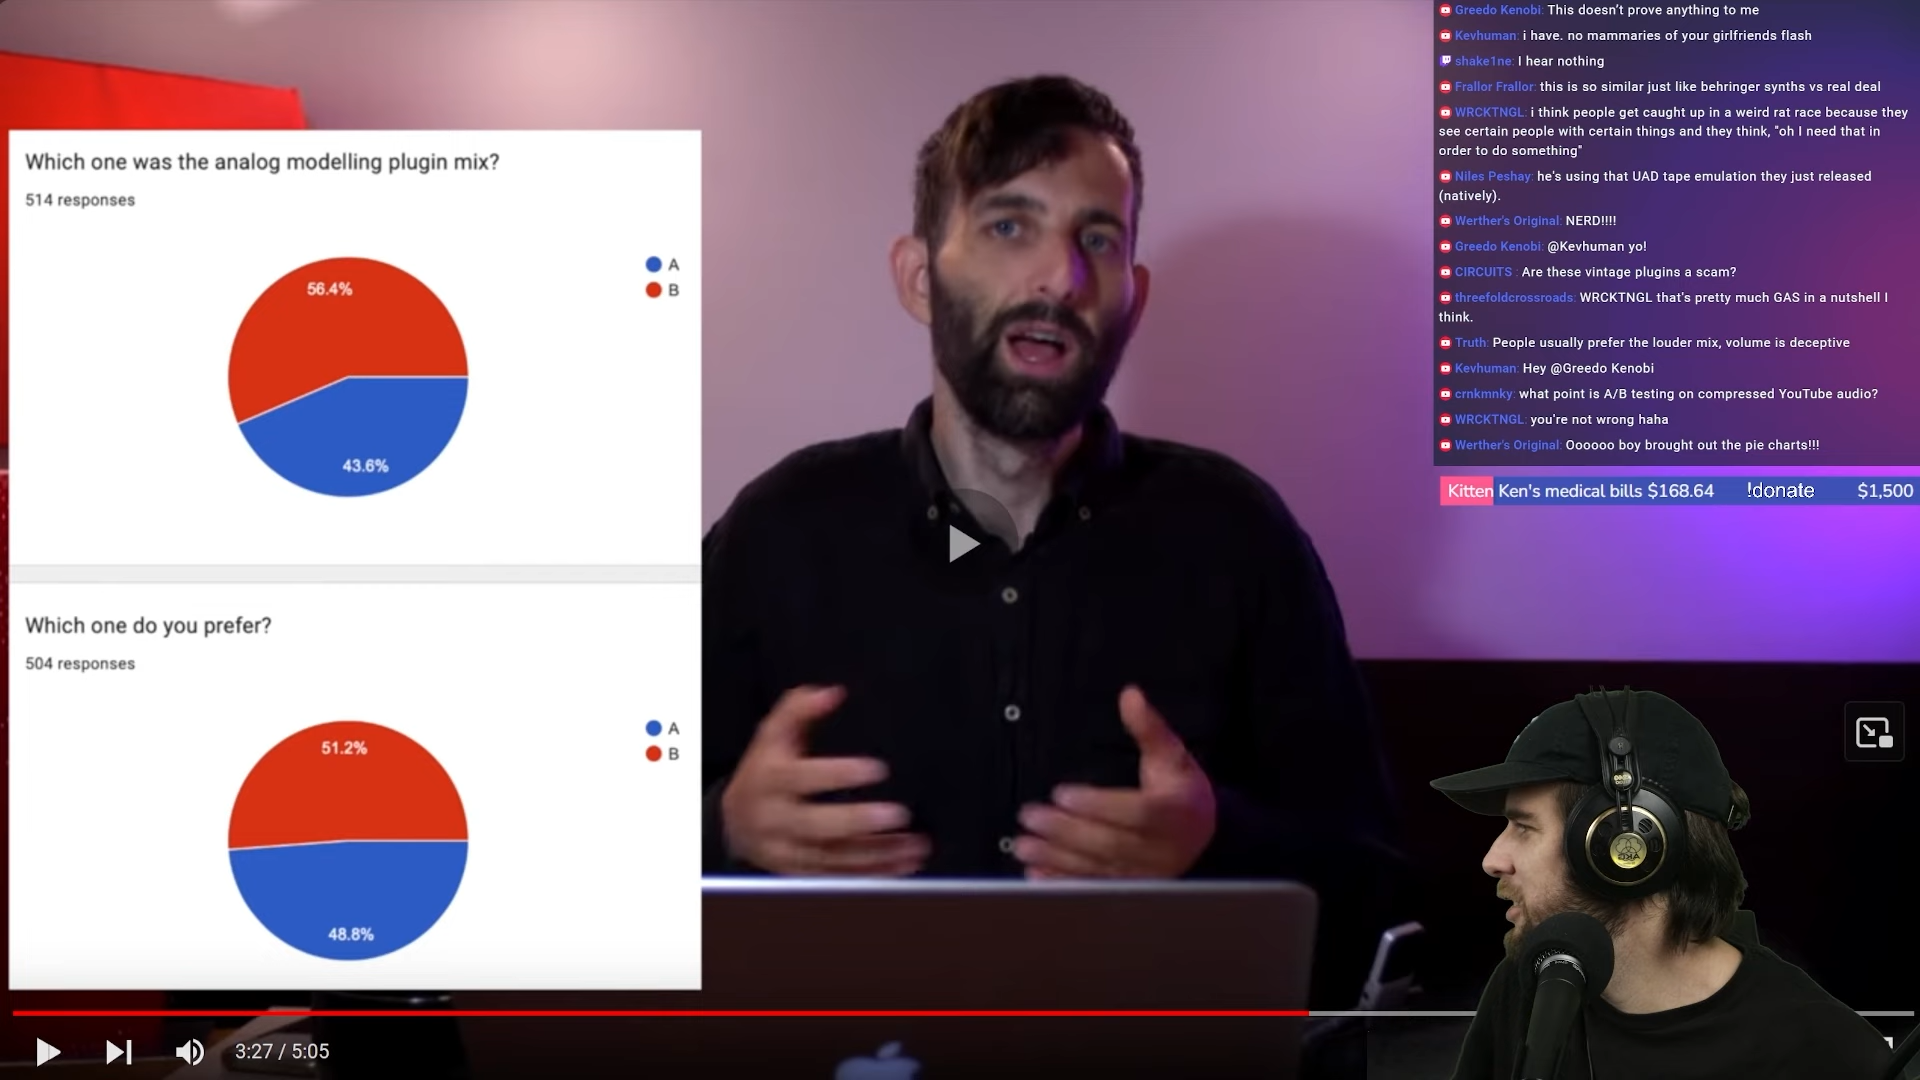 Which one was the analog modelling plugin mix?
514 responses
A
B
56.4%
43.6%
Which one do you prefer?
504 responses
A
B
51.2%
48.8%
3:27 / 5:05
Greedo Kenobi: This doesn't prove anything to me
Kevhuman: i have. no mammaries of your girlfriends flash
shake1ne: I hear nothing
Frallor Frallor: this is so similar just like behringer synths vs real deal
WRCKTNGL: i think people get caught up in a weird rat race because they
see certain people with certain things and they think, "oh I need that in
order to do something"
Niles Peshay: he's using that UAD tape emulation they just released
(natively).
Werther's Original: NERD!!!!
Greedo Kenobi: @Kevhuman yo!
CIRCUITS : Are these vintage plugins a scam?
threefoldcrossroads: WRCKTNGL that's pretty much GAS in a nutshell I
think.
Truth: People usually prefer the louder mix, volume is deceptive
Kevhuman: Hey @Greedo Kenobi
crnkmnky: what point is A/B testing on compressed YouTube audio?
WRCKTNGL: you're not wrong haha
Werther's Original: Oooooo boy brought out the pie charts!!!
Kitten Ken's medical bills $168.64 !donate $1,500